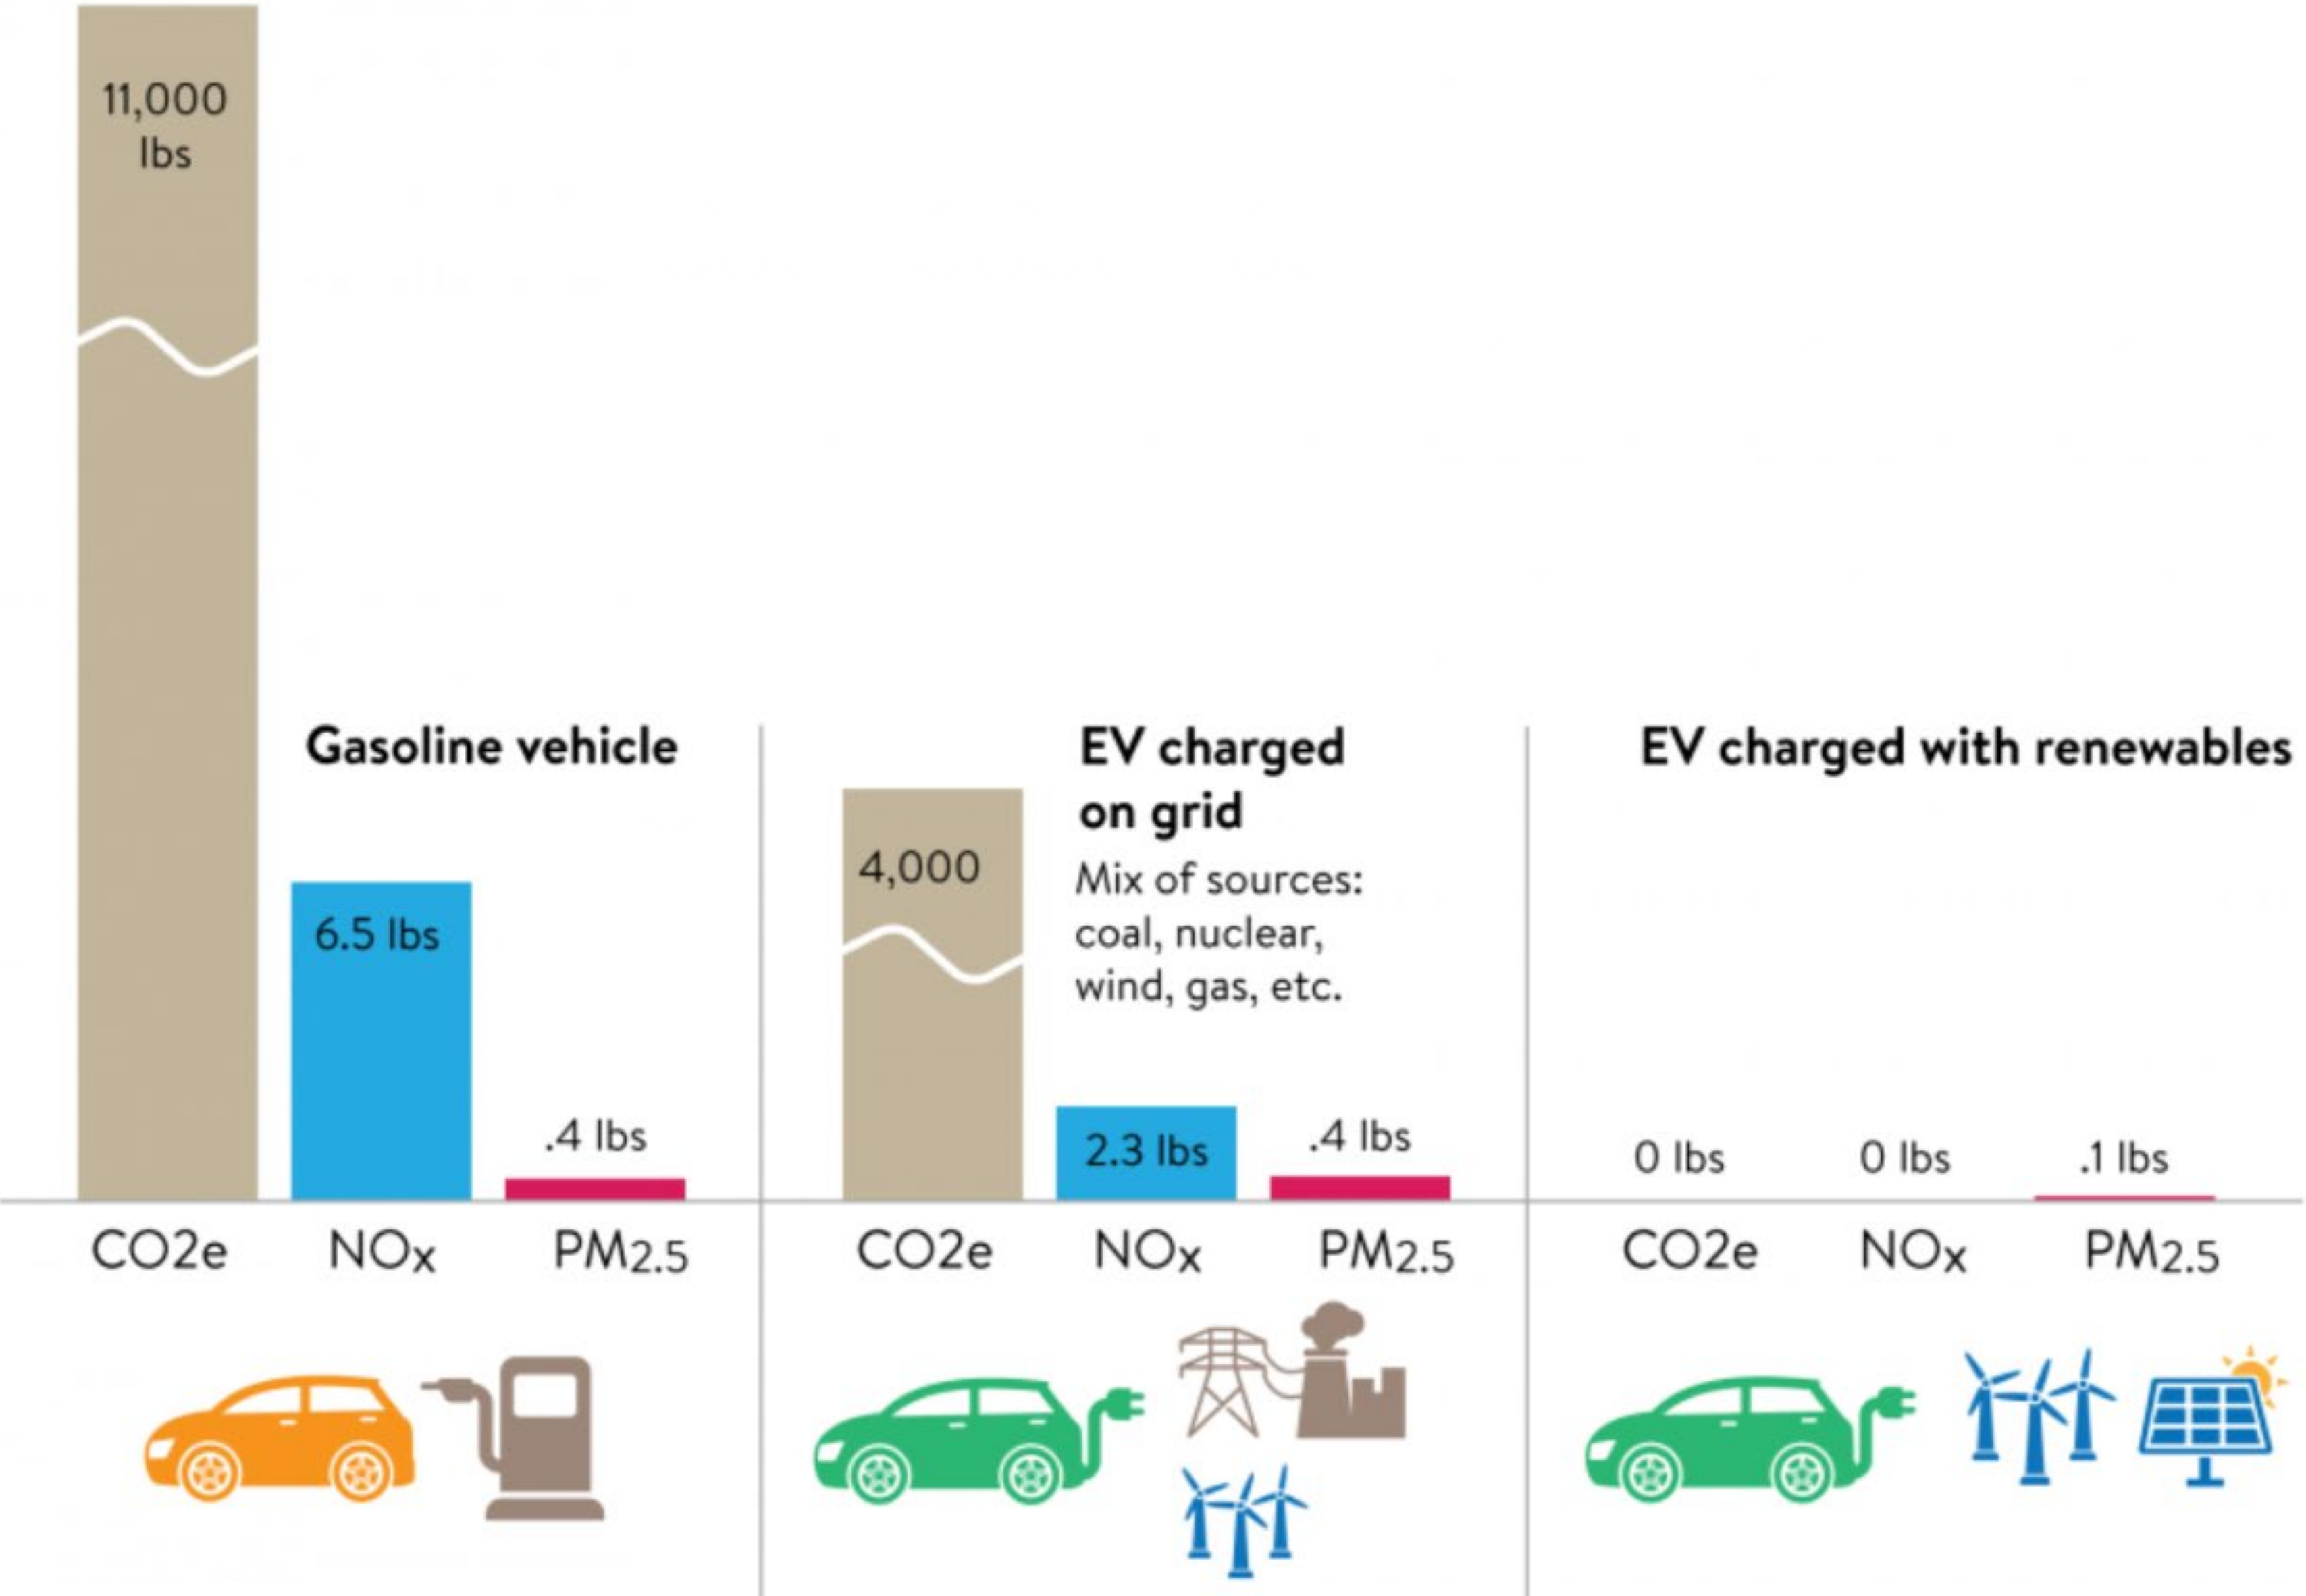 11,000
lbs
Gasoline vehicle
6.5 lbs
.4 lbs
CO2e
NOx
PM2.5
EV charged
on grid
Mix of sources:
coal, nuclear,
wind, gas, etc.
4,000
2.3 lbs
.4 lbs
CO2e
NOx
PM2.5
EV charged with renewables
0 lbs
0 lbs
.1 lbs
CO2e
NOx
PM2.5